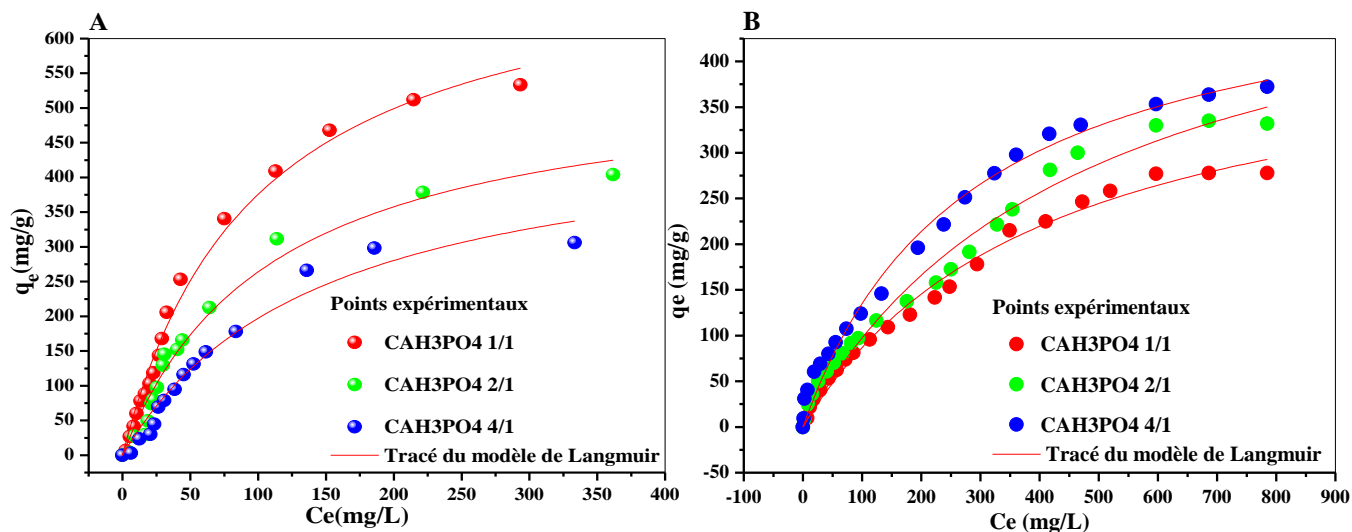 A
600
550
500
450
400
350
300
250
200
150
100
50
0
qe(mg/g)
Points expérimentaux
CAH3PO4 1/1
CAH3PO4 2/1
CAH3PO4 4/1
Tracé du modèle de Langmuir
0 50 100 150 200 250 300 350 400
Ce(mg/L)
B
400
350
300
250
200
150
100
50
0
-50
qe (mg/g)
Points expérimentaux
CAH3PO4 1/1
CAH3PO4 2/1
CAH3PO4 4/1
Tracé du modèle de Langmuir
-100 0 100 200 300 400 500 600 700 800 900
Ce (mg/L)